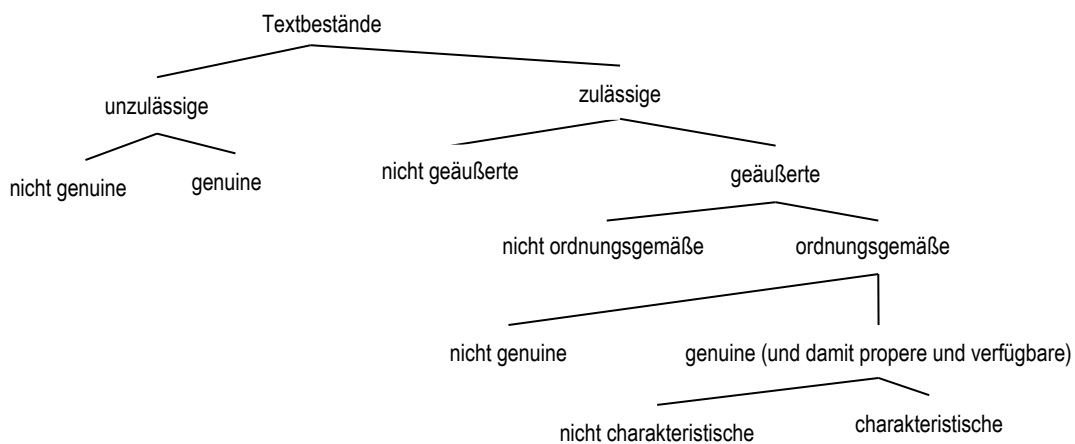 Textbestände
unzulässige
zulässige
nicht genuine
genuine
nicht geäußerte
geäußerte
nicht ordnungsgemäße
ordnungsgemäße
nicht genuine
genuine (und damit propere und verfügbare)
nicht charakteristische
charakteristische